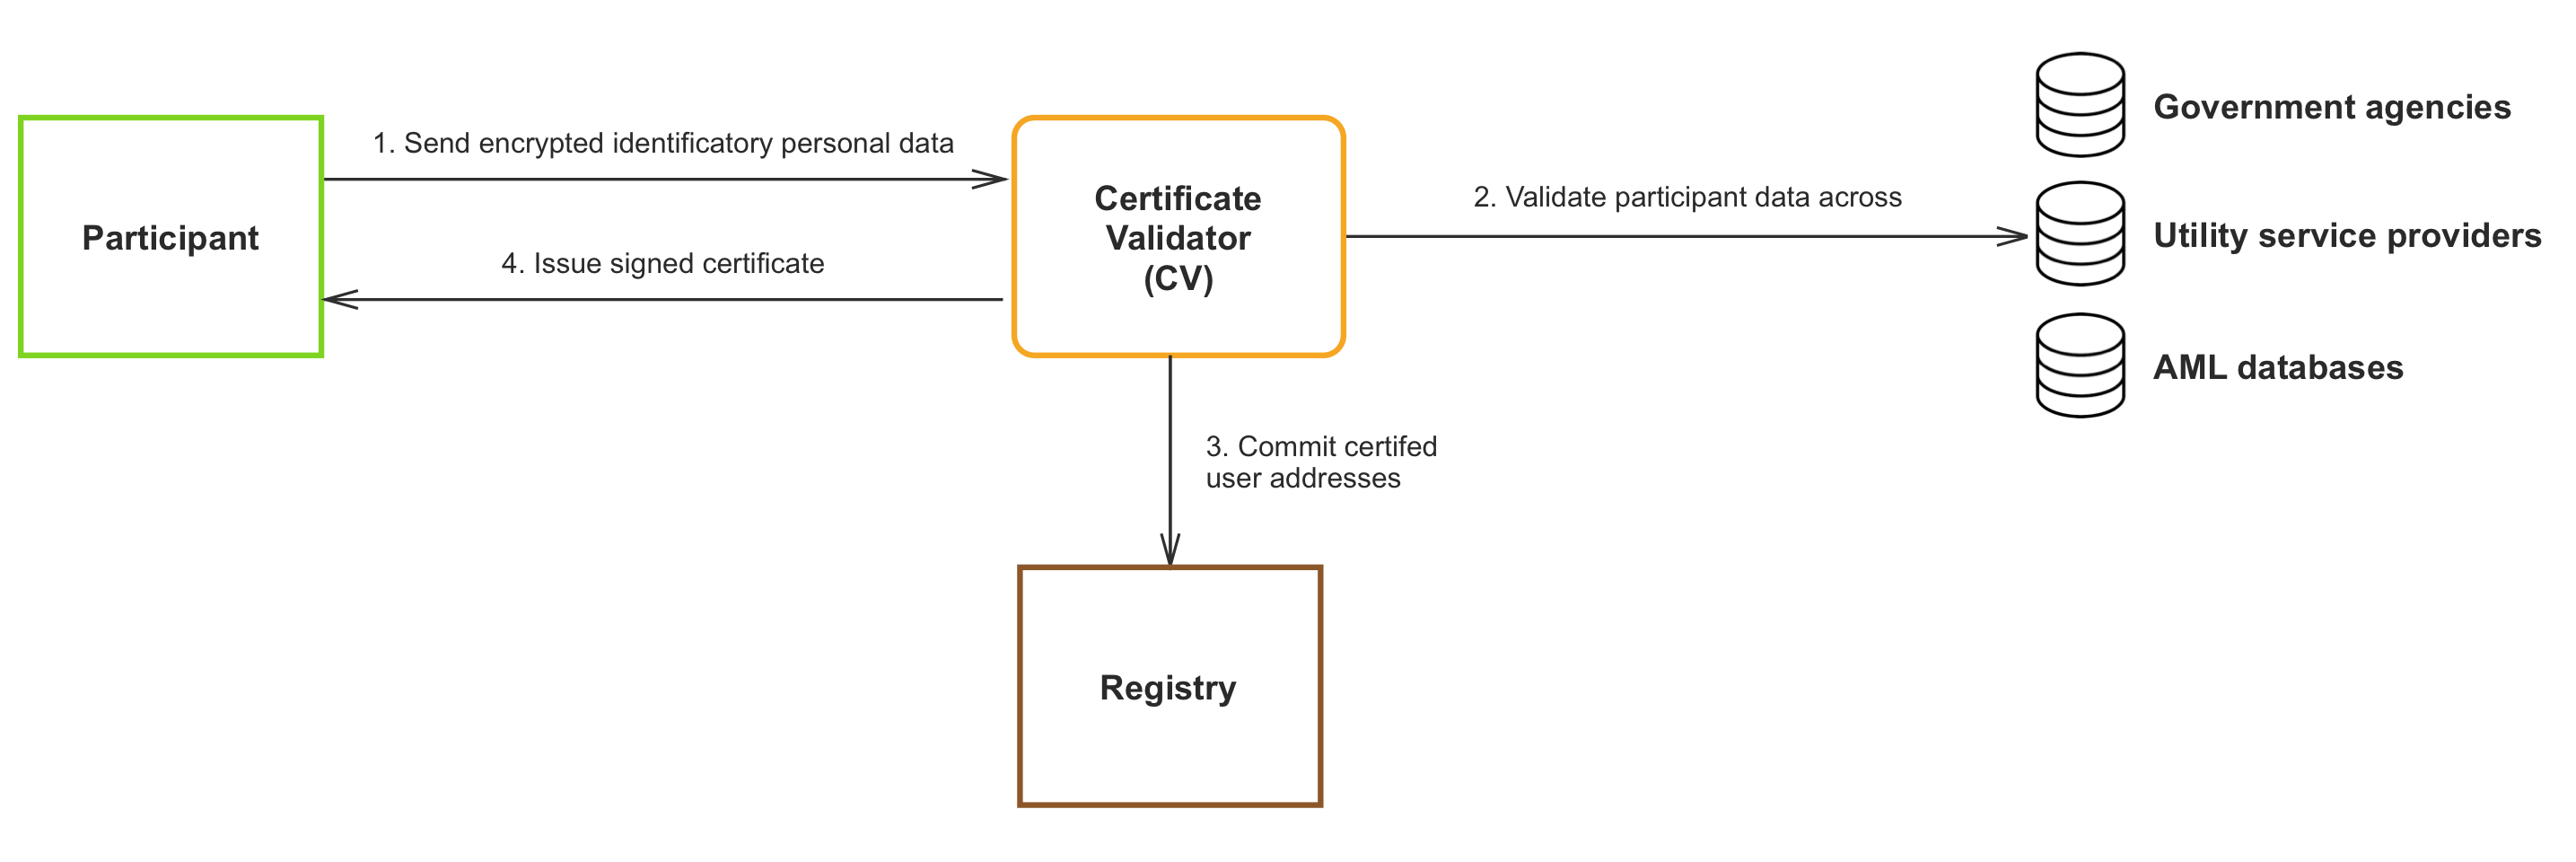 Participant
1. Send encrypted identificatory personal data
4. Issue signed certificate
Certificate
Validator
(CV)
2. Validate participant data across
Government agencies
Utility service providers
AML databases
3. Commit certifed
user addresses
Registry